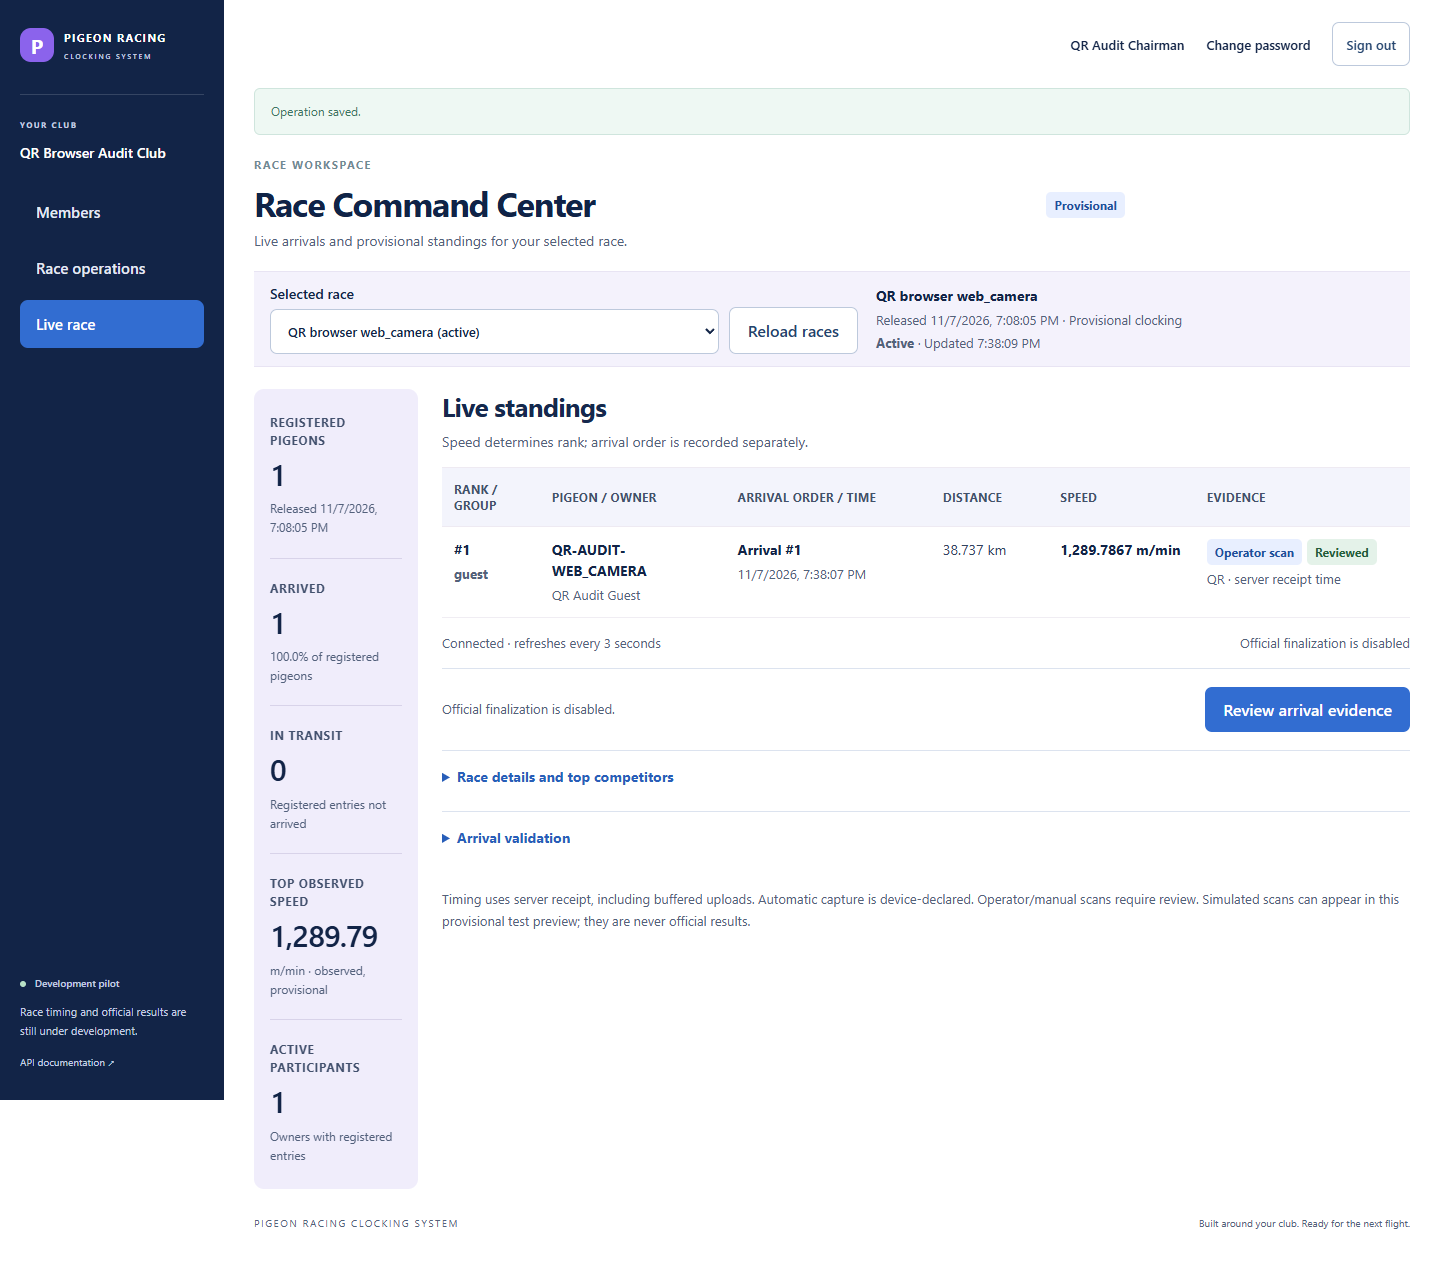 P
PIGEON RACING
CLOCKING SYSTEM
YOUR CLUB
QR Browser Audit Club
Members
Race operations
Live race
Development pilot
Race timing and official results are
still under development.
API documentation ↗
QR Audit Chairman
Change password
Sign out
Operation saved.
RACE WORKSPACE
Race Command Center
Provisional
Live arrivals and provisional standings for your selected race.
Selected race
QR browser web_camera (active)
Reload races
QR browser web_camera
Released 11/7/2026, 7:08:05 PM · Provisional clocking
Active · Updated 7:38:09 PM
REGISTERED
PIGEONS
1
Released 11/7/2026,
7:08:05 PM
ARRIVED
1
100.0% of registered
pigeons
IN TRANSIT
0
Registered entries not
arrived
TOP OBSERVED
SPEED
1,289.79
m/min · observed,
provisional
ACTIVE
PARTICIPANTS
1
Owners with registered
entries
Live standings
Speed determines rank; arrival order is recorded separately.
RANK /
GROUP
PIGEON / OWNER
ARRIVAL ORDER / TIME
DISTANCE
SPEED
EVIDENCE
#1
guest
QR-AUDIT-
WEB_CAMERA
QR Audit Guest
Arrival #1
11/7/2026, 7:38:07 PM
38.737 km
1,289.7867 m/min
Operator scan
Reviewed
QR · server receipt time
Connected · refreshes every 3 seconds
Official finalization is disabled
Official finalization is disabled.
Review arrival evidence
Race details and top competitors
Arrival validation
Timing uses server receipt, including buffered uploads. Automatic capture is device-declared. Operator/manual scans require review. Simulated scans can appear in this
provisional test preview; they are never official results.
PIGEON RACING CLOCKING SYSTEM
Built around your club. Ready for the next flight.